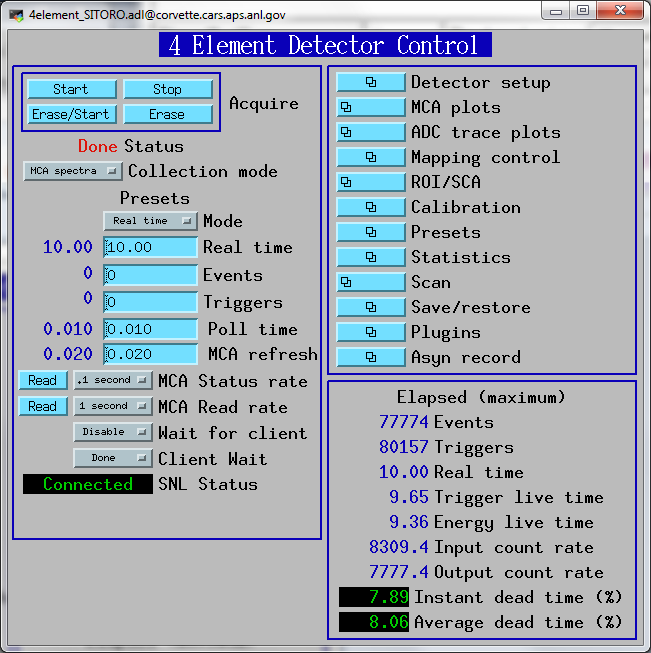 4element_SITORO.adl@corvette.cars.aps.anl.gov
4 Element Detector Control
Start Stop
Erase/Start Erase
Acquire
Done Status
MCA spectra Collection mode
Presets
Real time Mode
10.00 10.00 Real time
0 0 Events
0 0 Triggers
0.010 0.010 Poll time
0.020 0.020 MCA refresh
Read .1 second MCA Status rate
Read 1 second MCA Read rate
Disable Wait for client
Done Client Wait
Connected SNL Status
Detector setup
MCA plots
ADC trace plots
Mapping control
ROI/SCA
Calibration
Presets
Statistics
Scan
Save/restore
Plugins
Asyn record
Elapsed (maximum)
77774 Events
80157 Triggers
10.00 Real time
9.65 Trigger live time
9.36 Energy live time
8309.4 Input count rate
7777.4 Output count rate
7.89 Instant dead time (%)
8.06 Average dead time (%)